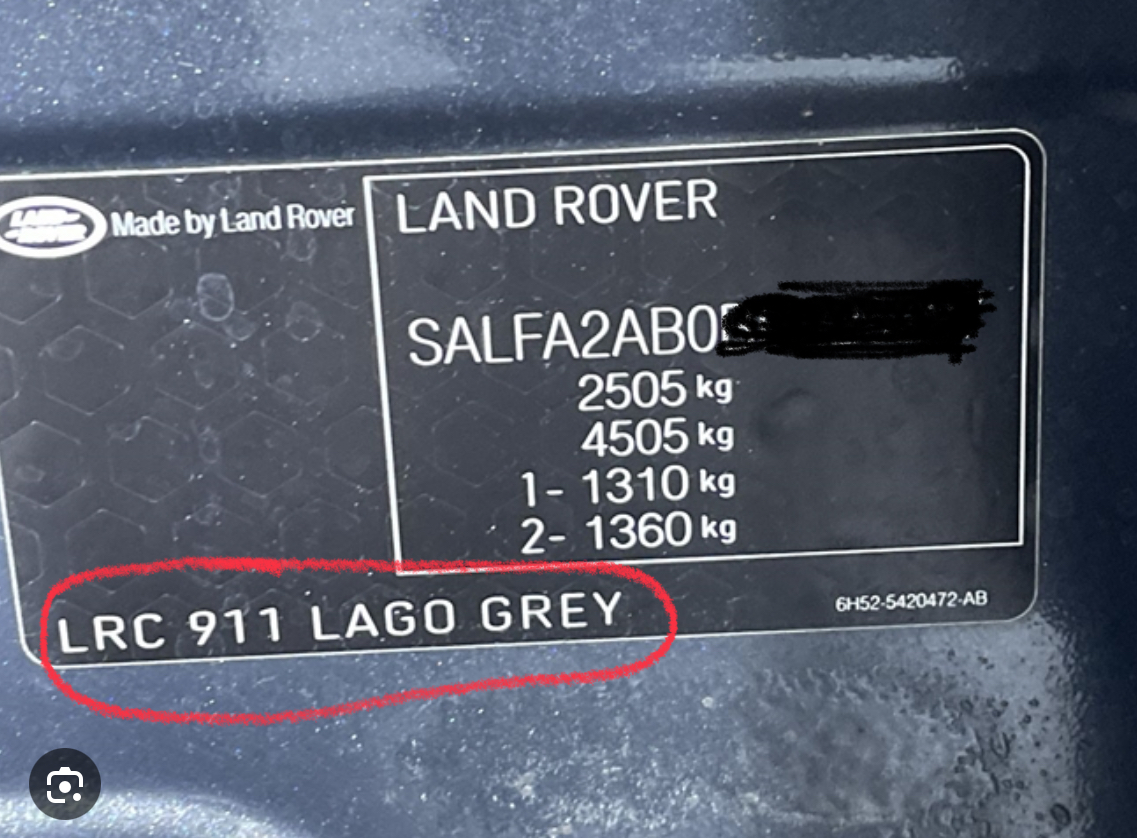 LAND ROVER
Made by Land Rover
LAND ROVER
SALFA2AB0
2505 kg
4505 kg
1- 1310 kg
2- 1360 kg
LRC 911 LAGO GREY
6H52-5420472-AB